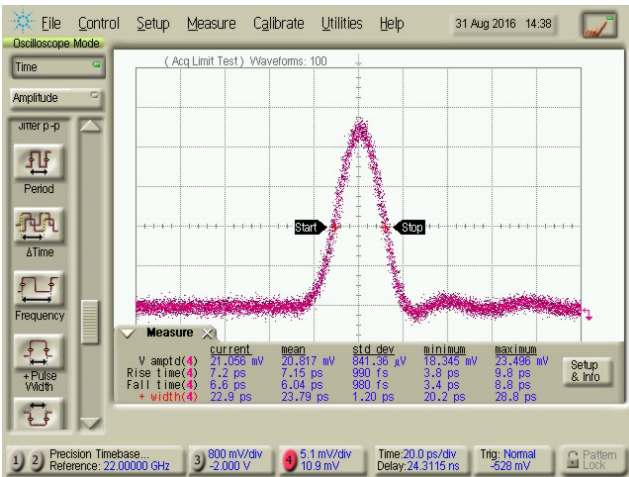 File Control Setup Measure Calibrate Utilities Help 31 Aug 2016 14:38
Oscilloscope Mode
Time
Amplitude
Jitter p-p
Period
ΔTime
Frequency
+ Pulse
Width
( Acq Limit Test ) Waveforms: 100
Start Stop
Measure
current mean std dev minimum maximum
V amptd(4) 21.056 mV 20.817 mV 841.36 µV 18.345 mV 23.496 mV
Rise time(4) 7.2 ps 7.15 ps 990 fs 3.8 ps 9.8 ps
Fall time(4) 6.6 ps 6.04 ps 980 fs 3.4 ps 8.8 ps
+ width(4) 22.9 ps 23.79 ps 1.20 ps 20.2 ps 28.8 ps
Setup
& Info
1 2 Precision Timebase...
Reference: 22.00000 GHz
3 800 mV/div
-2.000 V
4 5.1 mV/div
10.9 mV
Time:20.0 ps/div
Delay:24.3115 ns
Trig: Normal
-528 mV
Pattern
Lock